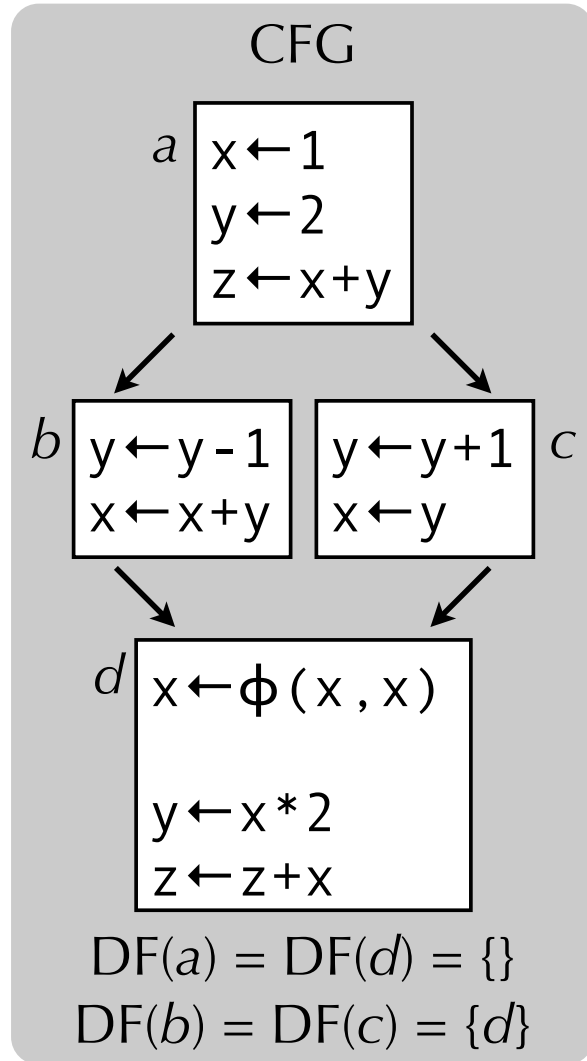 CFG
a
x←1
y←2
z←x+y
b
y←y-1
x←x+y
c
y←y+1
x←y
d
x←ϕ(x,x)
y←x*2
z←z+x
DF(a) = DF(d) = {}
DF(b) = DF(c) = {d}